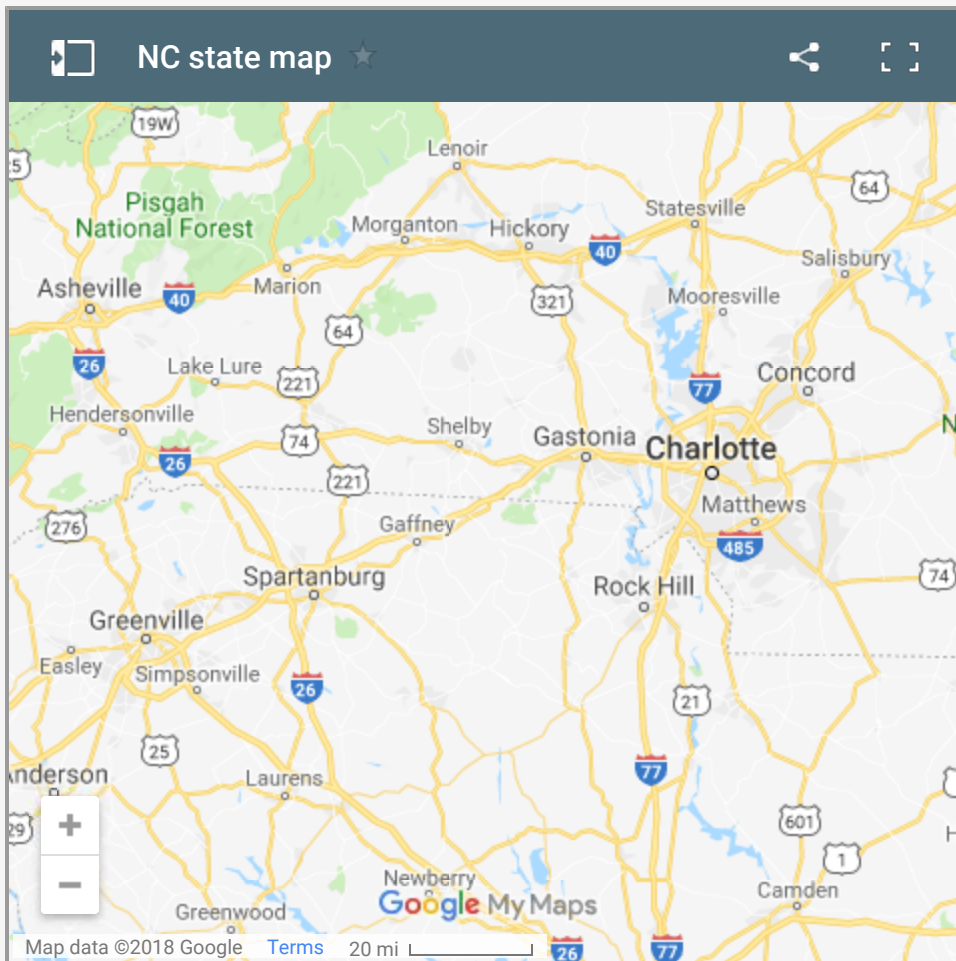 NC state map
19W
25
Lenoir
64
Pisgah
National Forest
Statesville
Morganton
Hickory
40
Salisbury
Asheville
40
Marion
Mooresville
321
64
26
Lake Lure
221
77
Concord
Hendersonville
74
Shelby
Gastonia
Charlotte
N
26
221
Matthews
276
Gaffney
485
Spartanburg
Rock Hill
74
Greenville
Easley
Simpsonville
26
21
25
77
Anderson
Laurens
+
29
601
H
1
−
Newberry
Camden
Google My Maps
Greenwood
Map data ©2018 Google Terms 20 mi
26
77